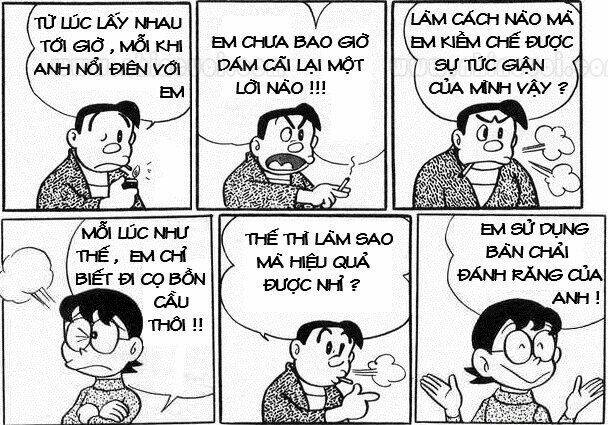 TỪ LÚC LẤY NHAU
TỚI GIỜ , MỖI KHI
ANH NỔI ĐIÊN VỚI
EM
EM CHƯA BAO GIỜ
DÁM CÃI LẠI MỘT
LỜI NÀO !!!
LÀM CÁCH NÀO MÀ
EM KIỀM CHẾ ĐƯỢC
SỰ TỨC GIẬN
CỦA MÌNH VẬY ?
MỖI LÚC NHƯ
THẾ , EM CHỈ
BIẾT ĐI CỌ BỒN
CẦU
THÔI !!
THẾ THÌ LÀM SAO
MÀ HIỆU QUẢ
ĐƯỢC NHỈ ?
EM SỬ DỤNG
BÀN CHẢI
ĐÁNH RĂNG CỦA
ANH !